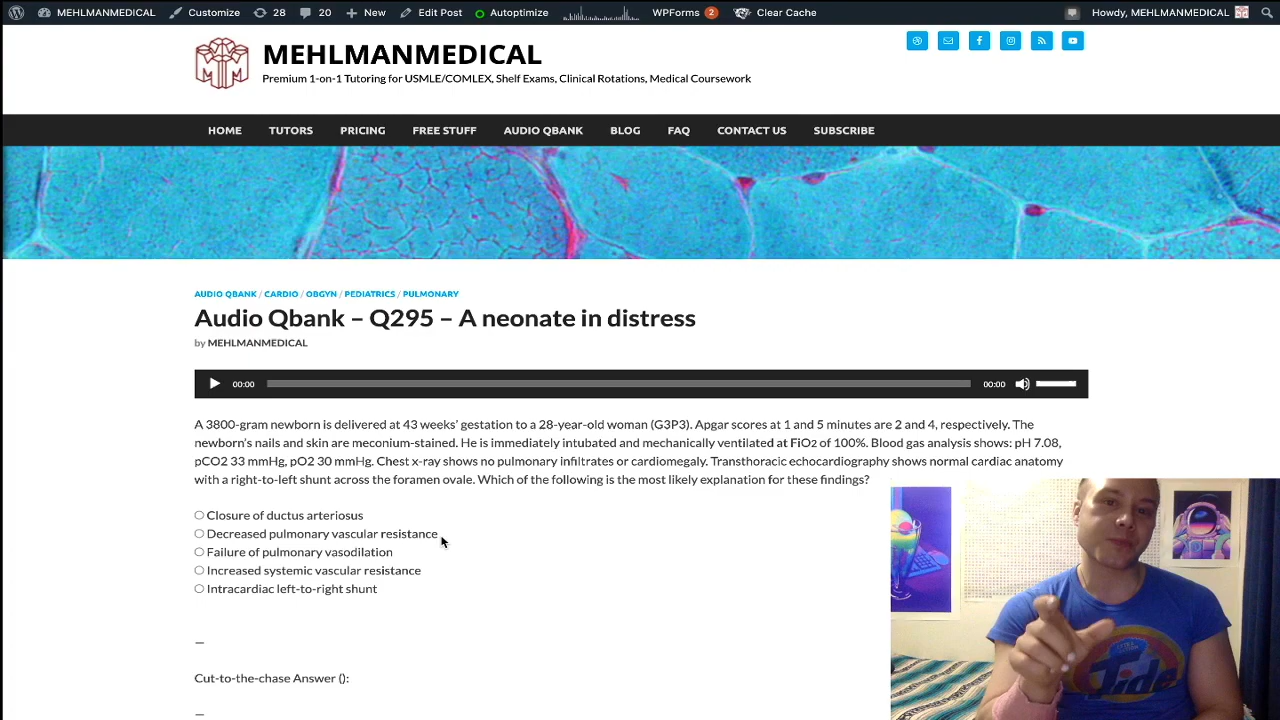 MEHLMANMEDICAL Customize 28 20 New Edit Post Autoptimize WPForms 2 Clear Cache Howdy, MEHLMANMEDICAL
MEHLMANMEDICAL
Premium 1-on-1 Tutoring for USMLE/COMLEX, Shelf Exams, Clinical Rotations, Medical Coursework
HOME TUTORS PRICING FREE STUFF AUDIO QBANK BLOG FAQ CONTACT US SUBSCRIBE
AUDIO QBANK / CARDIO / OBGYN / PEDIATRICS / PULMONARY
Audio Qbank – Q295 – A neonate in distress
by MEHLMANMEDICAL
00:00 00:00
A 3800-gram newborn is delivered at 43 weeks' gestation to a 28-year-old woman (G3P3). Apgar scores at 1 and 5 minutes are 2 and 4, respectively. The
newborn's nails and skin are meconium-stained. He is immediately intubated and mechanically ventilated at FiO2 of 100%. Blood gas analysis shows: pH 7.08,
pCO2 33 mmHg, pO2 30 mmHg. Chest x-ray shows no pulmonary infiltrates or cardiomegaly. Transthoracic echocardiography shows normal cardiac anatomy
with a right-to-left shunt across the foramen ovale. Which of the following is the most likely explanation for these findings?
Closure of ductus arteriosus
Decreased pulmonary vascular resistance
Failure of pulmonary vasodilation
Increased systemic vascular resistance
Intracardiac left-to-right shunt
—
Cut-to-the-chase Answer ():
—
Tide